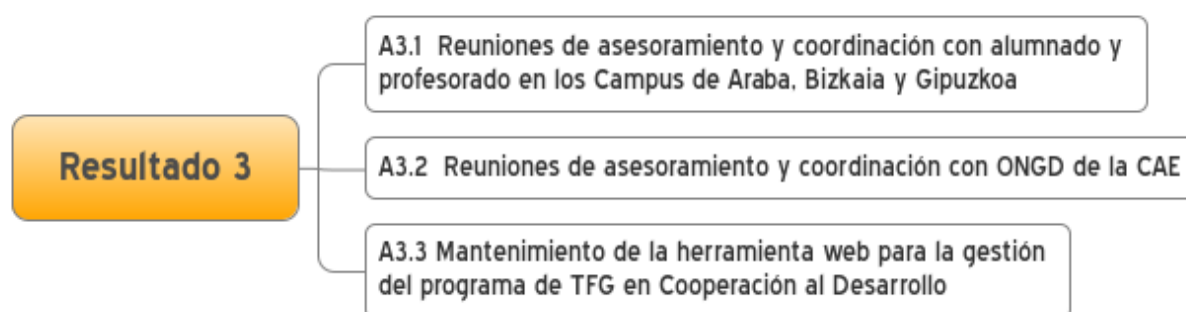 Resultado 3
A3.1 Reuniones de asesoramiento y coordinación con alumnado y
profesorado en los Campus de Araba, Bizkaia y Gipuzkoa
A3.2 Reuniones de asesoramiento y coordinación con ONGD de la CAE
A3.3 Mantenimiento de la herramienta web para la gestión
del programa de TFG en Cooperación al Desarrollo